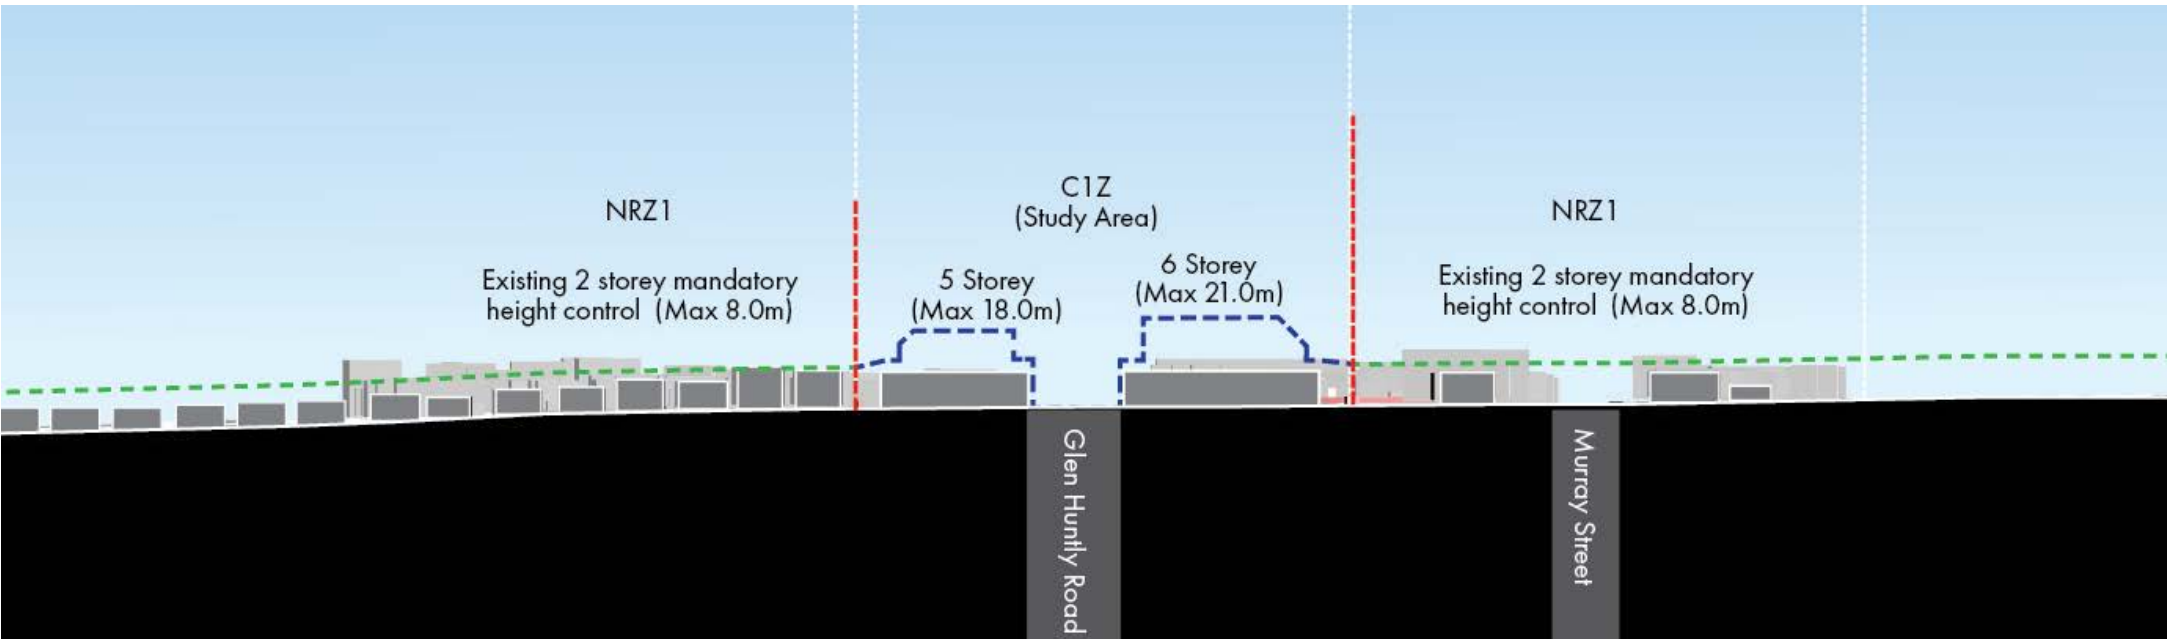 NRZ1
Existing 2 storey mandatory
height control (Max 8.0m)
C1Z
(Study Area)
5 Storey
(Max 18.0m)
6 Storey
(Max 21.0m)
NRZ1
Existing 2 storey mandatory
height control (Max 8.0m)
Glen Huntly Road
Murray Street